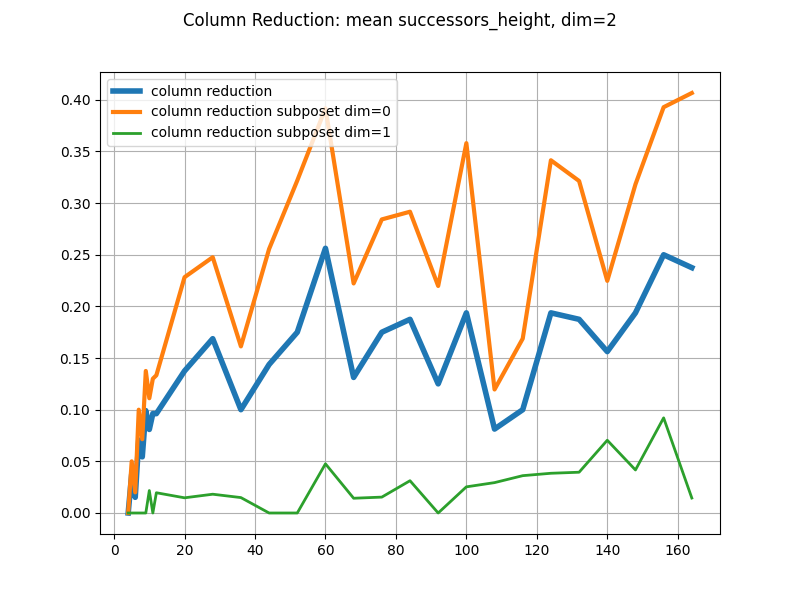 Column Reduction: mean successors_height, dim=2
column reduction
column reduction subposet dim=0
column reduction subposet dim=1
0.40
0.35
0.30
0.25
0.20
0.15
0.10
0.05
0.00
0 20 40 60 80 100 120 140 160